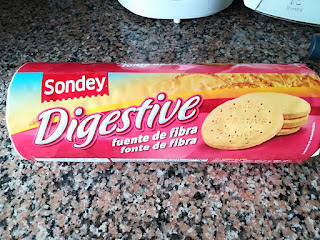 Sondey
Digestive
fuente de fibra
fonte de fibra